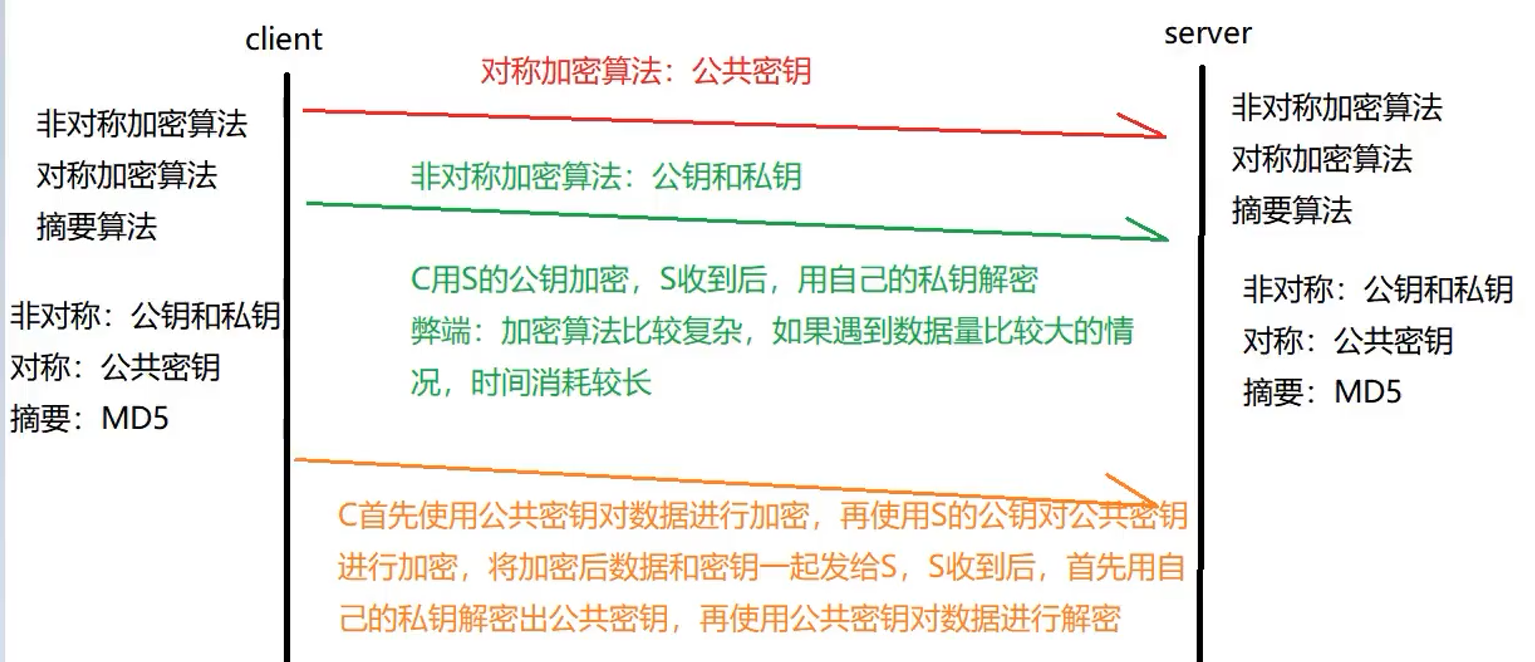 client
server
对称加密算法：公共密钥
非对称加密算法
对称加密算法
摘要算法
非对称：公钥和私钥
对称：公共密钥
摘要：MD5
非对称加密算法：公钥和私钥
C用S的公钥加密，S收到后，用自己的私钥解密
弊端：加密算法比较复杂，如果遇到数据量比较大的情
况，时间消耗较长
C首先使用公共密钥对数据进行加密，再使用S的公钥对公共密钥
进行加密，将加密后数据和密钥一起发给S，S收到后，首先用自
己的私钥解密出公共密钥，再使用公共密钥对数据进行解密
非对称加密算法
对称加密算法
摘要算法
非对称：公钥和私钥
对称：公共密钥
摘要：MD5